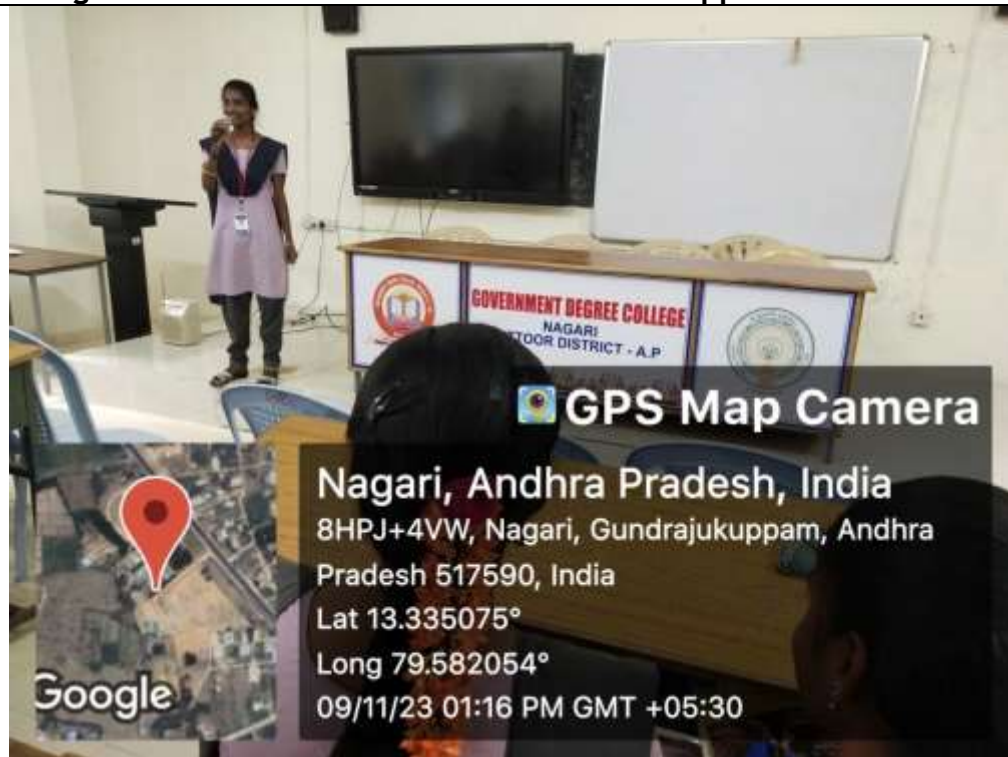 GOVERNMENT DEGREE COLLEGE
NAGARI
DISTRICT - A.P
GPS Map Camera
Nagari, Andhra Pradesh, India
8HPJ+4VW, Nagari, Gundrajukuppam, Andhra
Pradesh 517590, India
Lat 13.335075°
Long 79.582054°
09/11/23 01:16 PM GMT +05:30
Google